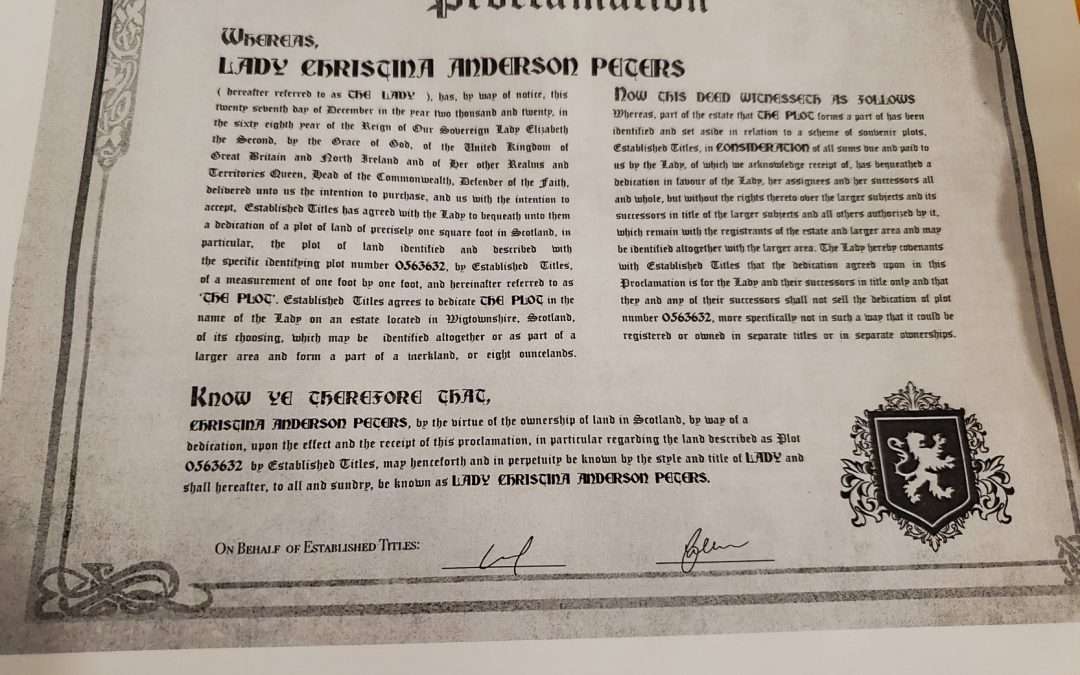 Proclamation
Whereas,
LADY CHRISTINA ANDERSON PETERS
( hereafter referred to as THE LADY ), has, by way of notice, this
twenty seventh day of December in the year two thousand and twenty, in
the sixty eighth year of the Reign of Our Sovereign Lady Elizabeth
the Second, by the Grace of God, of the United Kingdom of
Great Britain and North Ireland and of Her other Realms and
Territories Queen, Head of the Commonwealth, Defender of the Faith,
delivered unto us the intention to purchase, and us with the intention to
accept, Established Titles has agreed with the Lady to bequeath unto them
a dedication of a plot of land of precisely one square foot in Scotland, in
particular, the plot of land identified and described with
the specific identifying plot number 0563632, by Established Titles,
of a measurement of one foot by one foot, and hereinafter referred to as
'THE PLOT'. Established Titles agrees to dedicate THE PLOT in the
name of the Lady on an estate located in Wigtownshire, Scotland,
of its choosing, which may be identified altogether or as part of a
larger area and form a part of a merkland, or eight ouncelands.
Now this deed witnesseth as follows
Whereas, part of the estate that THE PLOT forms a part of has been
identified and set aside in relation to a scheme of souvenir plots,
Established Titles, in CONSIDERATION of all sums due and paid to
us by the Lady, of which we acknowledge receipt of, has bequeathed a
dedication in favour of the Lady, her assignees and her successors all
and whole, but without the rights thereto over the larger subjects and its
successors in title of the larger subjects and all others authorized by it,
which remain with the registrants of the estate and larger area and may
be identified altogether with the larger area. The Lady hereby covenants
with Established Titles that the dedication agreed upon in this
Proclamation is for the Lady and their successors in title only and that
they and any of their successors shall not sell the dedication of plot
number 0563632, more specifically not in such a way that it could be
registered or owned in separate titles or in separate ownerships.
Know ye therefore that,
CHRISTINA ANDERSON PETERS, by the virtue of the ownership of land in Scotland, by way of a
dedication, upon the effect and the receipt of this proclamation, in particular regarding the land described as Plot
0563632 by Established Titles, may henceforth and in perpetuity be known by the style and title of LADY and
shall hereafter, to all and sundry, be known as LADY CHRISTINA ANDERSON PETERS.
On Behalf of Established Titles: